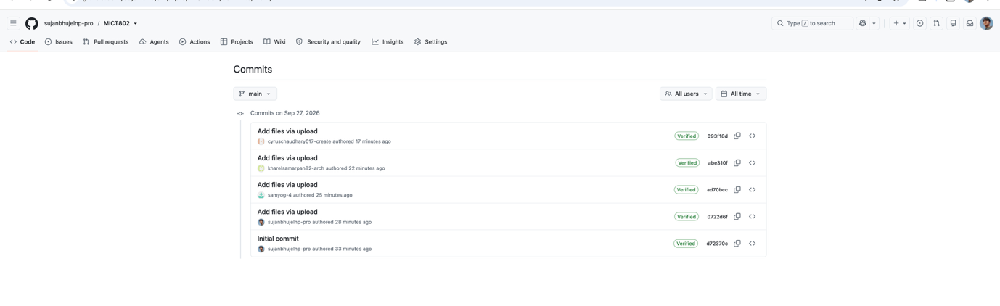 sujanbhujelnp-pro / MICT802
Type / to search
Code Issues Pull requests Agents Actions Projects Wiki Security and quality Insights Settings
Commits
main All users All time
Commits on Sep 27, 2026
Add files via upload
cyruschaudhary017-create authored 17 minutes ago
Verified 093f18d
Add files via upload
kharelsamarpan82-arch authored 22 minutes ago
Verified abe310f
Add files via upload
samyog-4 authored 25 minutes ago
Verified ad70bcc
Add files via upload
sujanbhujelnp-pro authored 28 minutes ago
Verified 0722d6f
Initial commit
sujanbhujelnp-pro authored 33 minutes ago
Verified d72370c